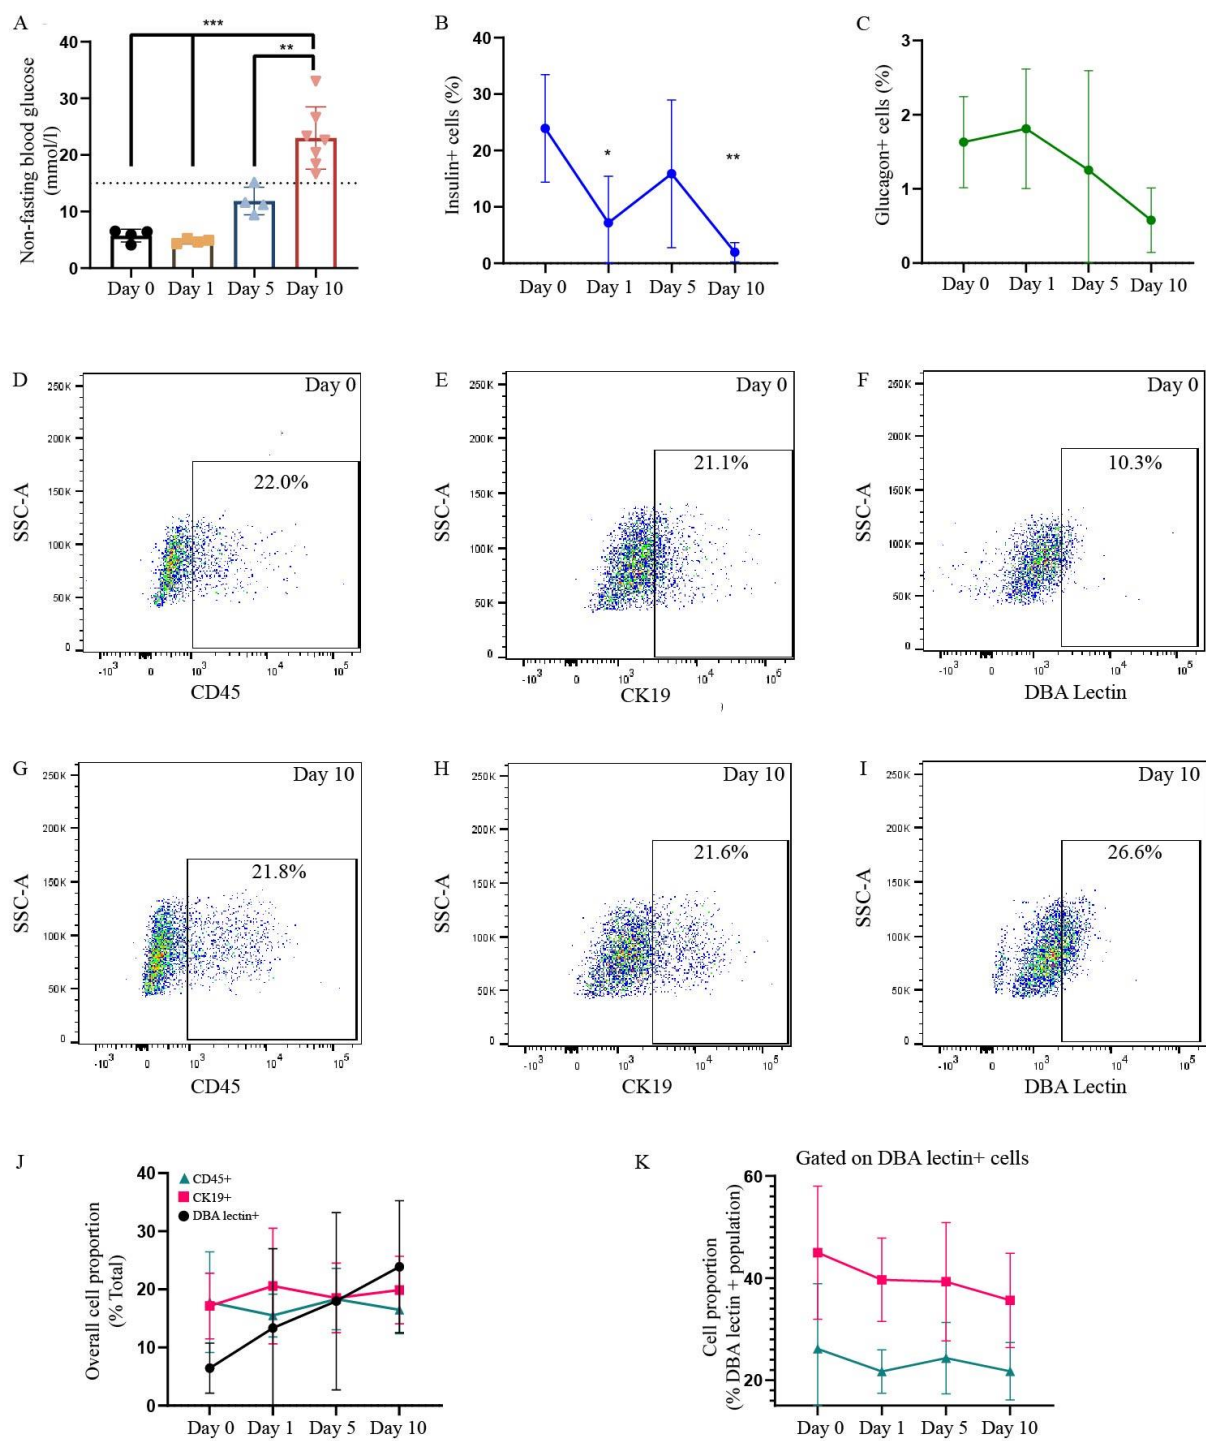 A
Non-fasting blood glucose
(mmol/l)
40
30
20
10
0
***
**
Day 0 Day 1 Day 5 Day 10
B
Insulin+ cells (%)
40
30
20
10
0
*
**
Day 0 Day 1 Day 5 Day 10
C
Glucagon+ cells (%)
3
2
1
0
Day 0 Day 1 Day 5 Day 10
D
Day 0
22.0%
SSC-A
250K
200K
150K
100K
50K
0
-10³ 0 10³ 10⁴ 10⁵
CD45
E
Day 0
21.1%
SSC-A
250K
200K
150K
100K
50K
0
-10³ 0 10³ 10⁴ 10⁶
CK19
)
F
Day 0
10.3%
SSC-A
250K
200K
150K
100K
50K
0
-10³ 0 10³ 10⁴ 10⁵
DBA Lectin
G
Day 10
21.8%
SSC-A
250K
200K
150K
100K
50K
0
-10³ 0 10³ 10⁴ 10⁵
CD45
H
Day 10
21.6%
SSC-A
250K
200K
150K
100K
50K
0
-10³ 0 10³ 10⁴ 10⁵
CK19
I
Day 10
26.6%
SSC-A
250K
200K
150K
100K
50K
0
-10³ 0 10³ 10⁴ 10⁵
DBA Lectin
J
Overall cell proportion
(% Total)
40
30
20
10
0
CD45+
CK19+
DBA lectin+
Day 0 Day 1 Day 5 Day 10
K
Gated on DBA lectin+ cells
Cell proportion
(% DBA lectin + population)
60
40
20
Day 0 Day 1 Day 5 Day 10